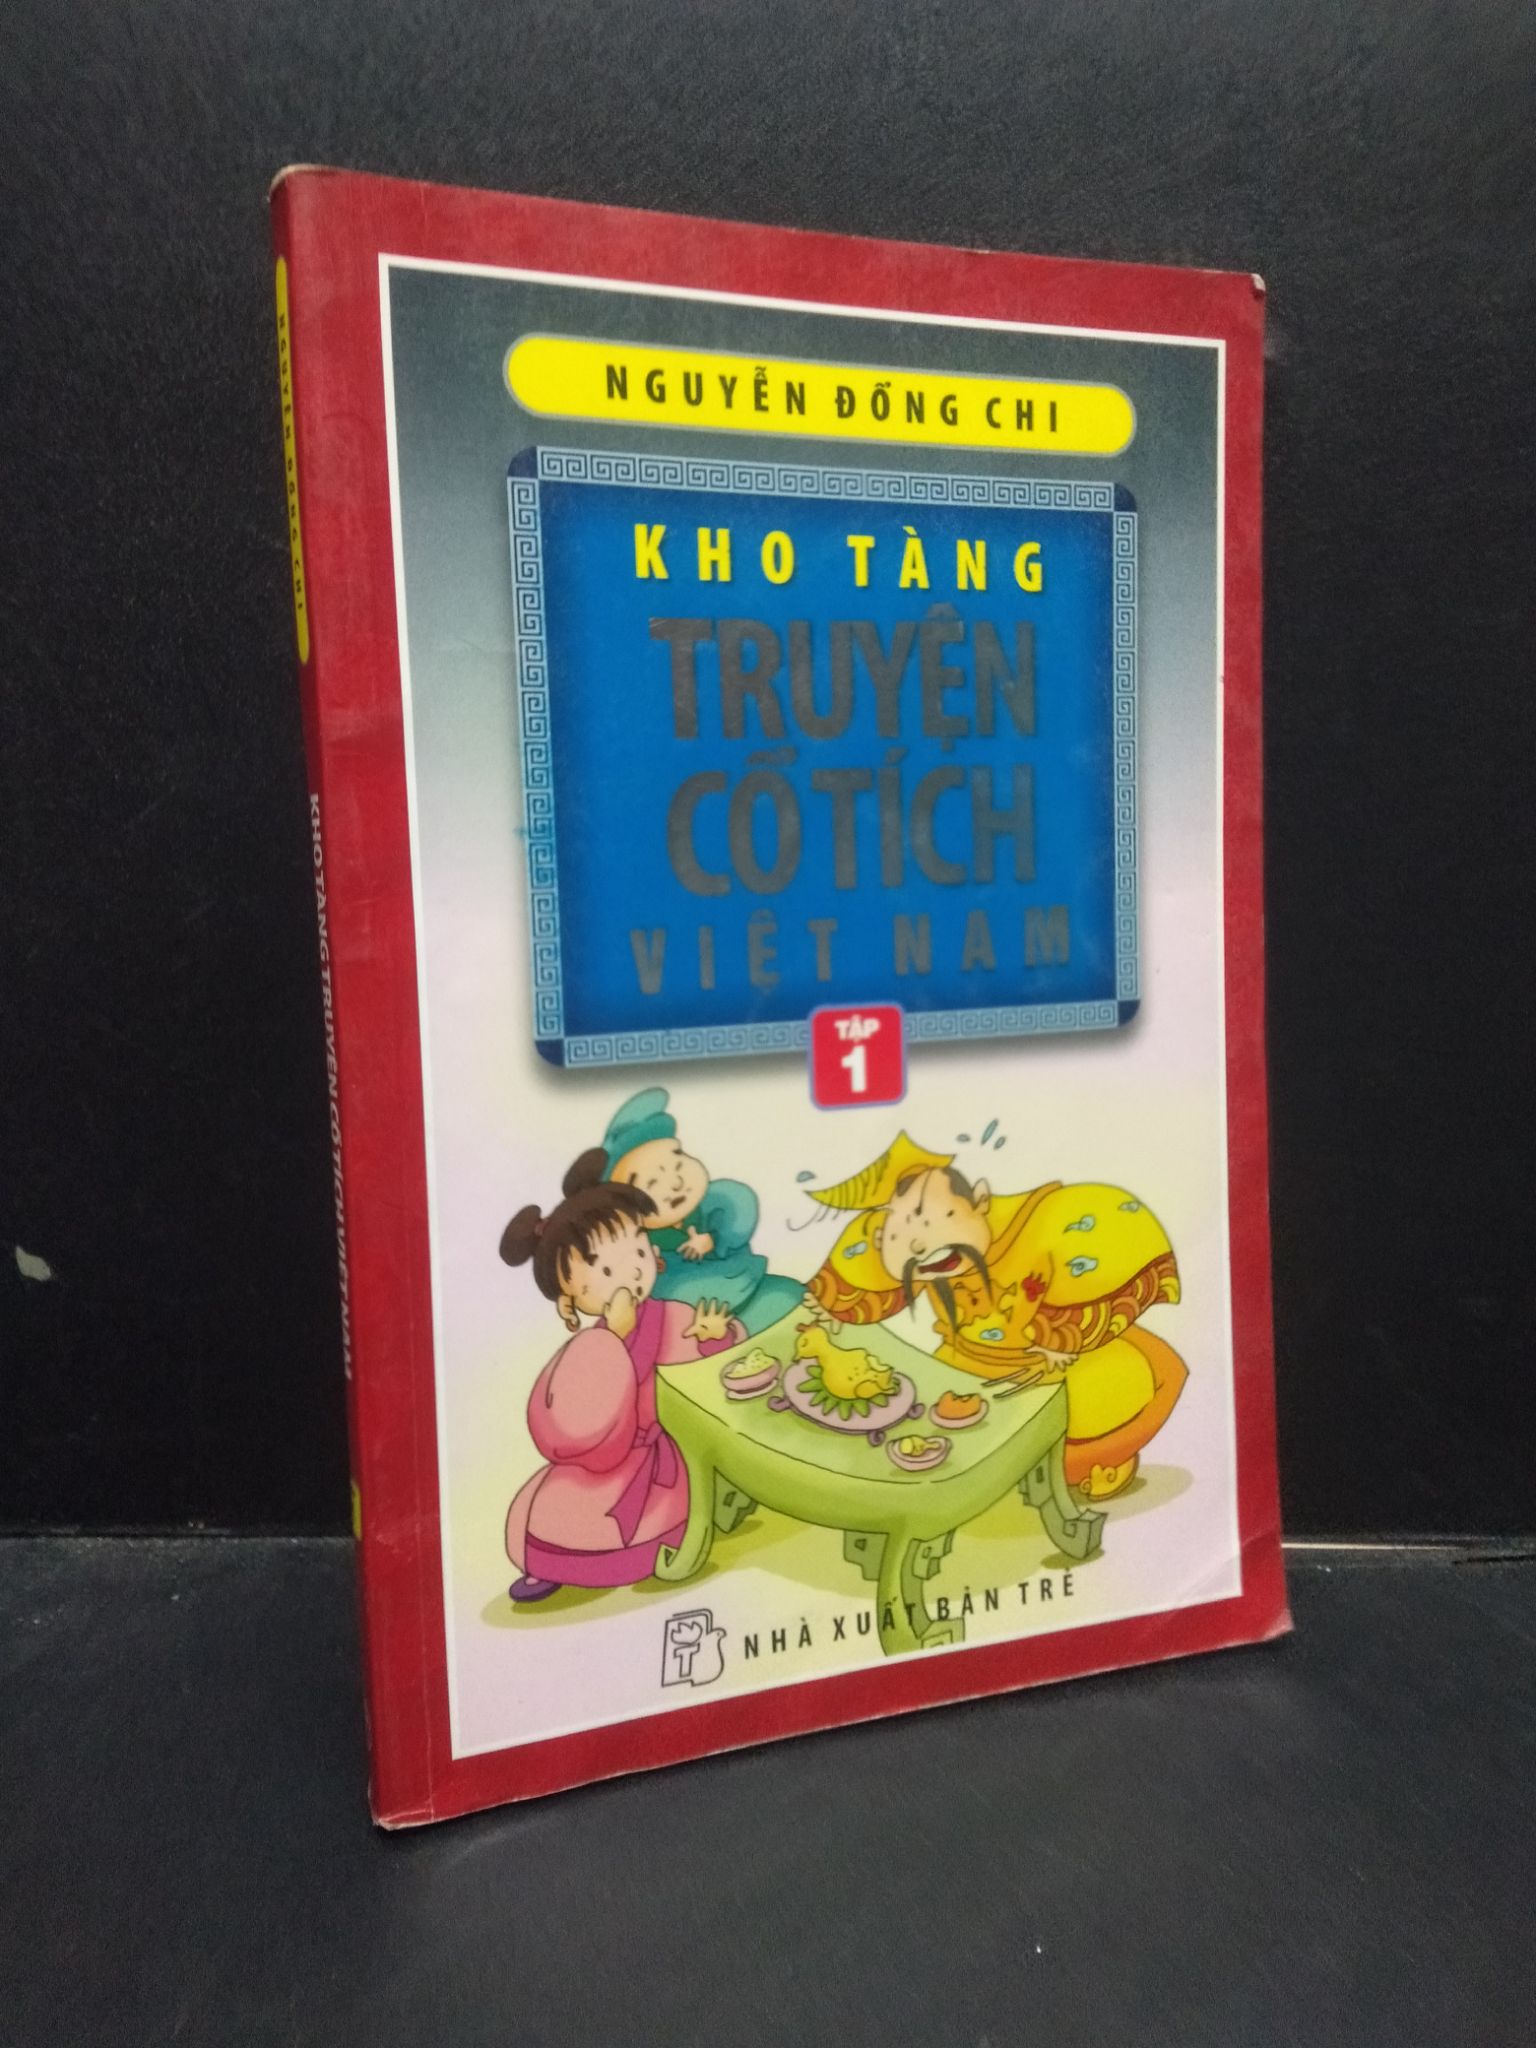 NGUYỄN ĐỔNG CHI
KHO TÀNG
TRUYỆN
CỔ TÍCH
VIỆT NAM
TẬP
1
NHÀ XUẤT BẢN TRẺ
NGUYỄN ĐỔNG CHI
KHO TÀNG TRUYỆN CỔ TÍCH VIỆT NAM